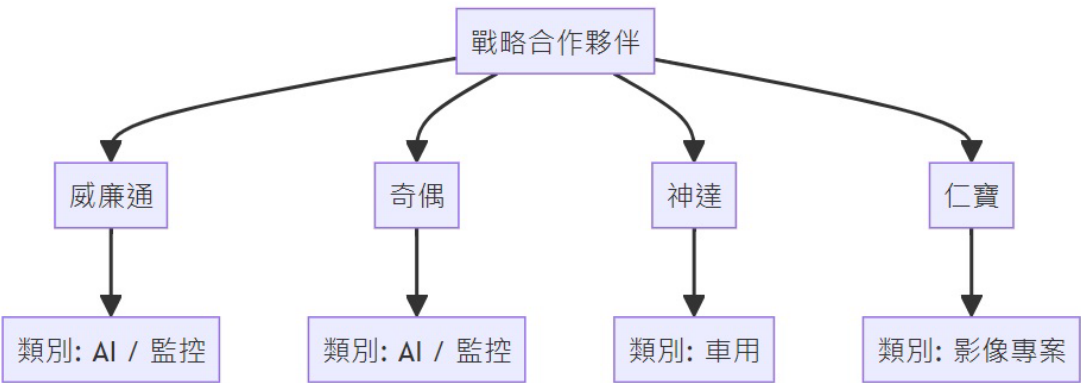 戰略合作夥伴
威廉通
奇偶
神達
仁寶
類別: AI / 監控
類別: AI / 監控
類別: 車用
類別: 影像專案